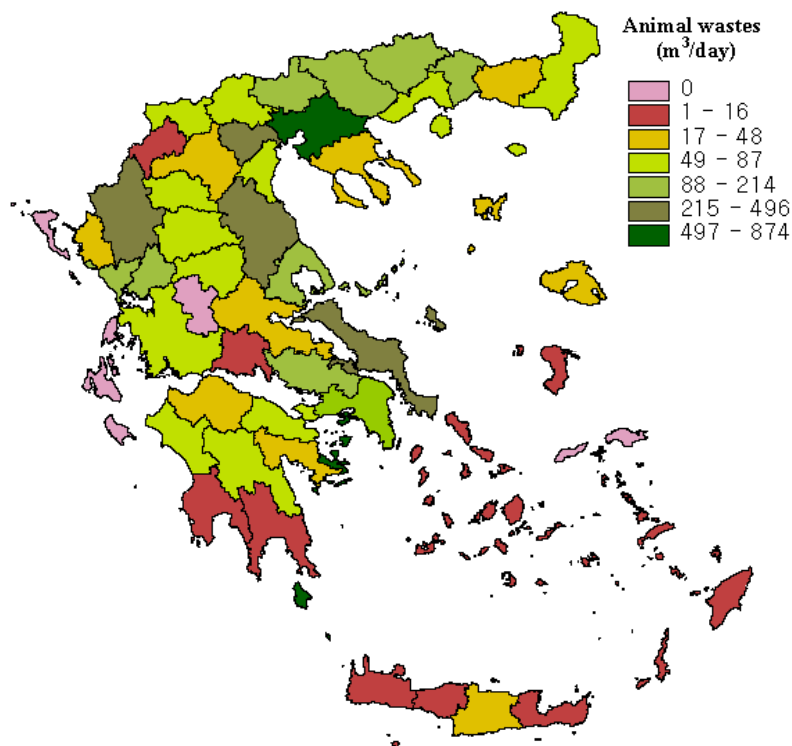 Animal wastes
(m³/day)
0
1 - 16
17 - 48
49 - 87
88 - 214
215 - 496
497 - 874